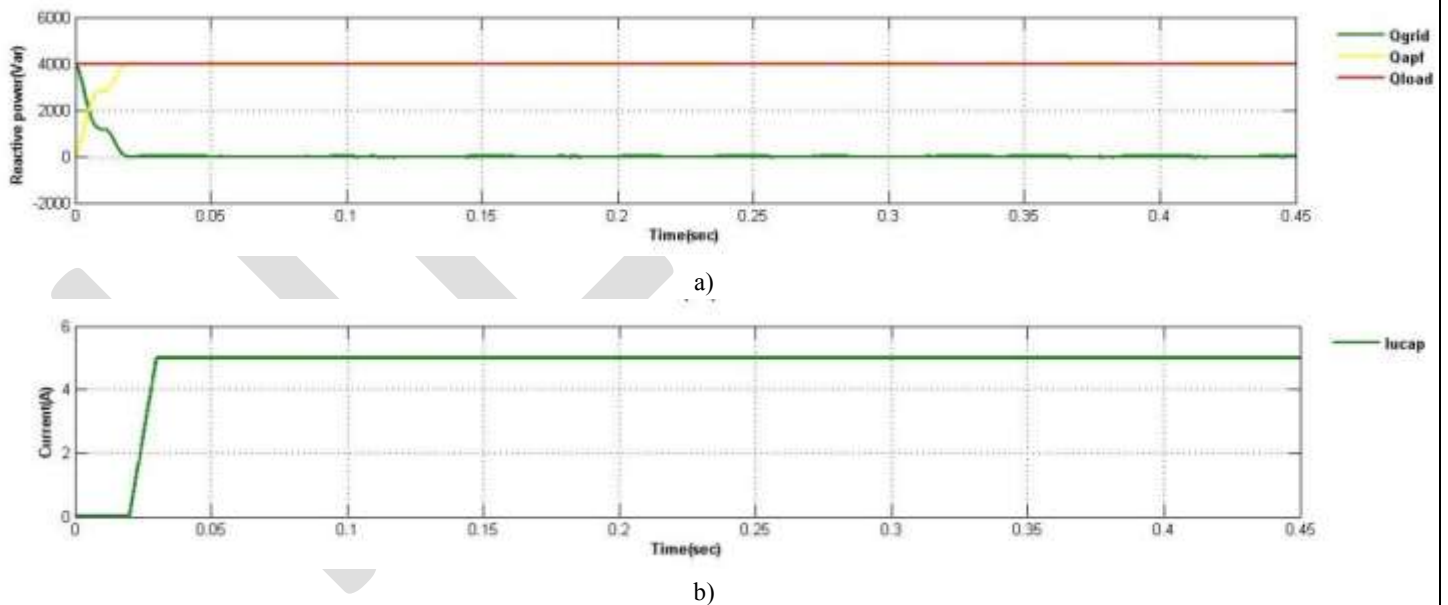 6000
4000
2000
0
-2000
Reactive power(Var)
0 0.05 0.1 0.15 0.2 0.25 0.3 0.35 0.4 0.45
Time(sec)
Qgrid
Qapf
Qload
a)
6
4
2
0
Current(A)
0 0.05 0.1 0.15 0.2 0.25 0.3 0.35 0.4 0.45
Time(sec)
Iucap
b)